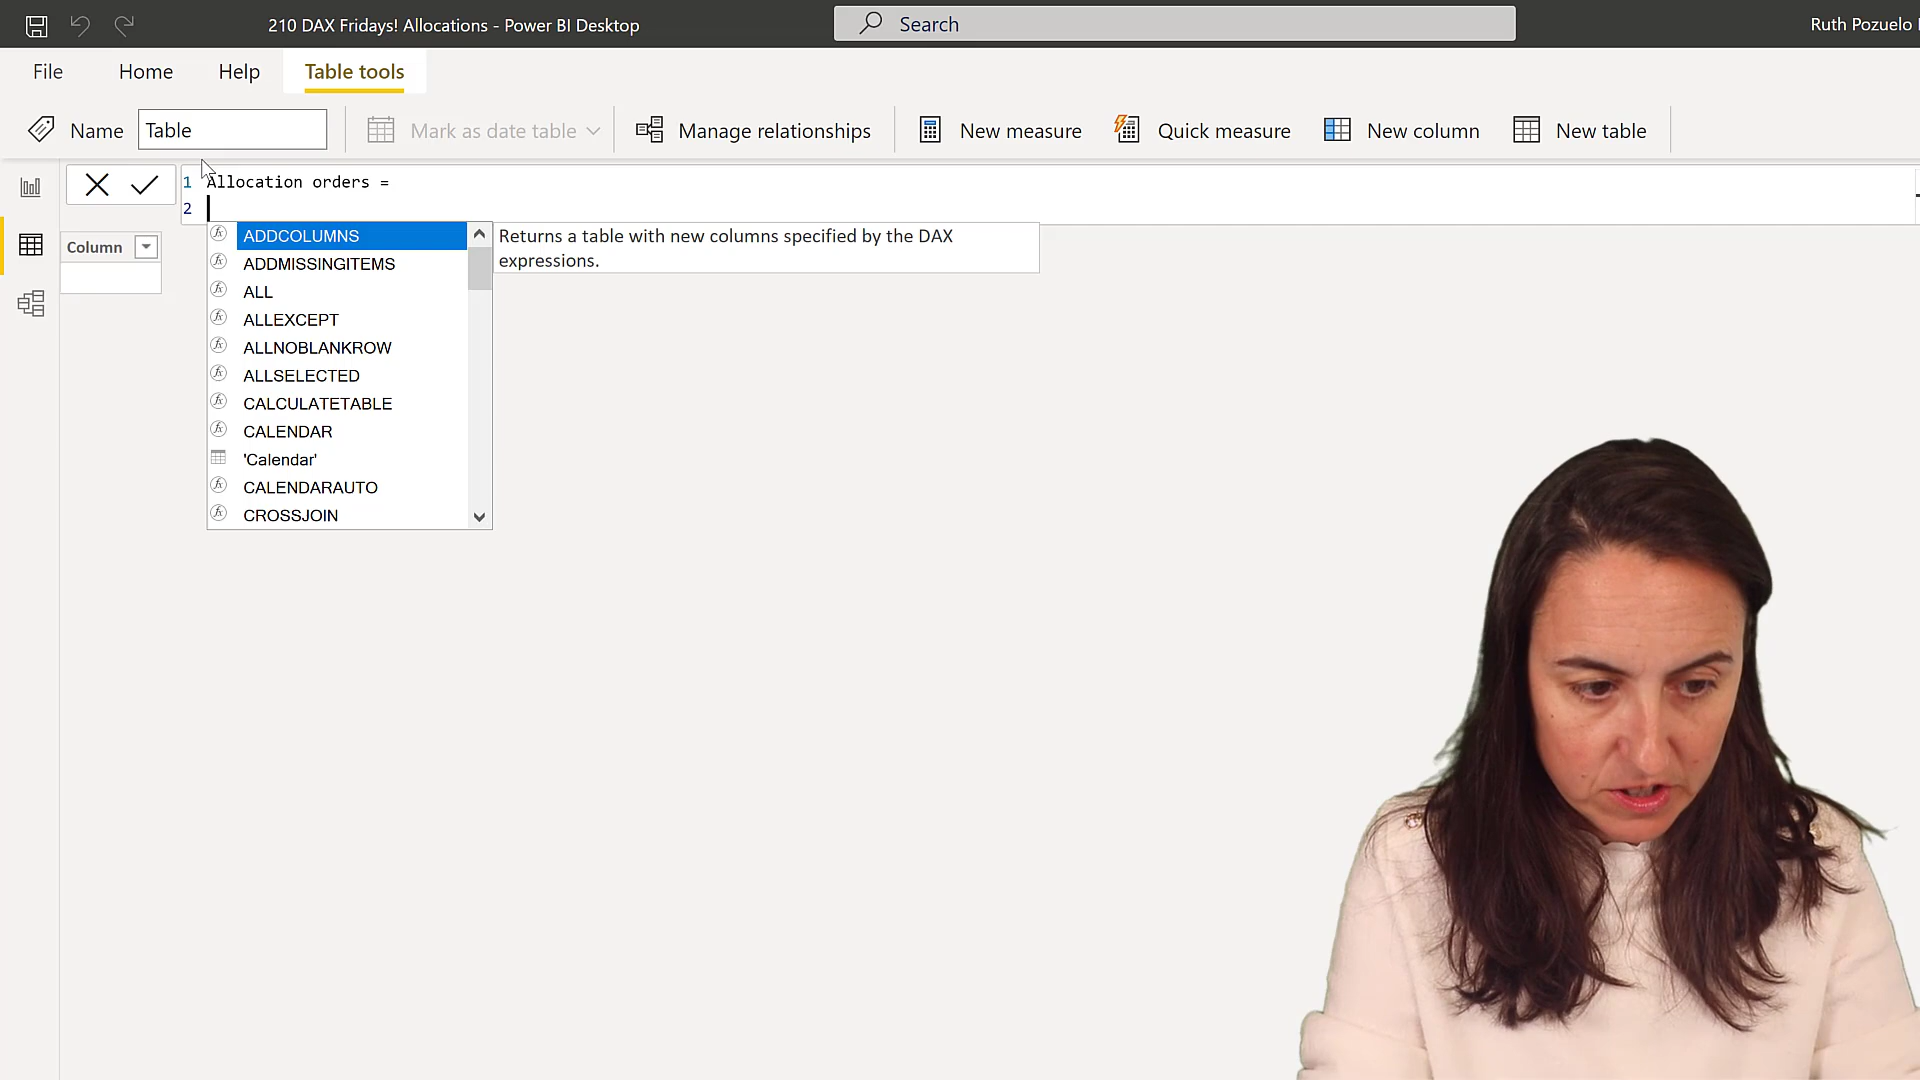 210 DAX Fridays! Allocations - Power BI Desktop
Search
Ruth Pozuelo
File
Home
Help
Table tools
Name
Table
Mark as date table
Manage relationships
New measure
Quick measure
New column
New table
1 Allocation orders =
2
Column
ADDCOLUMNS
Returns a table with new columns specified by the DAX
expressions.
ADDMISSINGITEMS
ALL
ALLEXCEPT
ALLNOBLANKROW
ALLSELECTED
CALCULATETABLE
CALENDAR
'Calendar'
CALENDARAUTO
CROSSJOIN